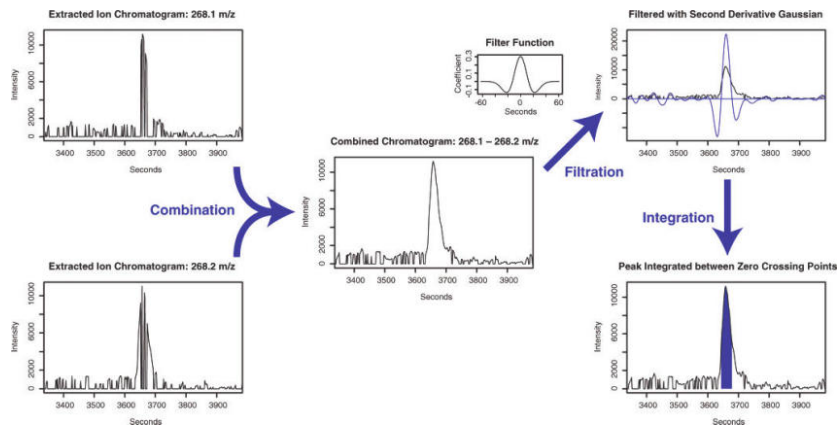 Extracted Ion Chromatogram: 268.1 m/z
Intensity
0 2000 6000 10000
3400 3500 3600 3700 3800 3900
Seconds
Combination
Extracted Ion Chromatogram: 268.2 m/z
Intensity
0 2000 6000 10000
3400 3500 3600 3700 3800 3900
Seconds
Combined Chromatogram: 268.1 – 268.2 m/z
Intensity
0 2000 6000 10000
3400 3500 3600 3700 3800 3900
Seconds
Filter Function
Coefficient
-0.1 0.1 0.3
-60 0 60
Seconds
Filtration
Filtered with Second Derivative Gaussian
Intensity
0 10000 20000
3400 3500 3600 3700 3800 3900
Seconds
Integration
Peak Integrated between Zero Crossing Points
Intensity
0 2000 6000 10000
3400 3500 3600 3700 3800 3900
Seconds